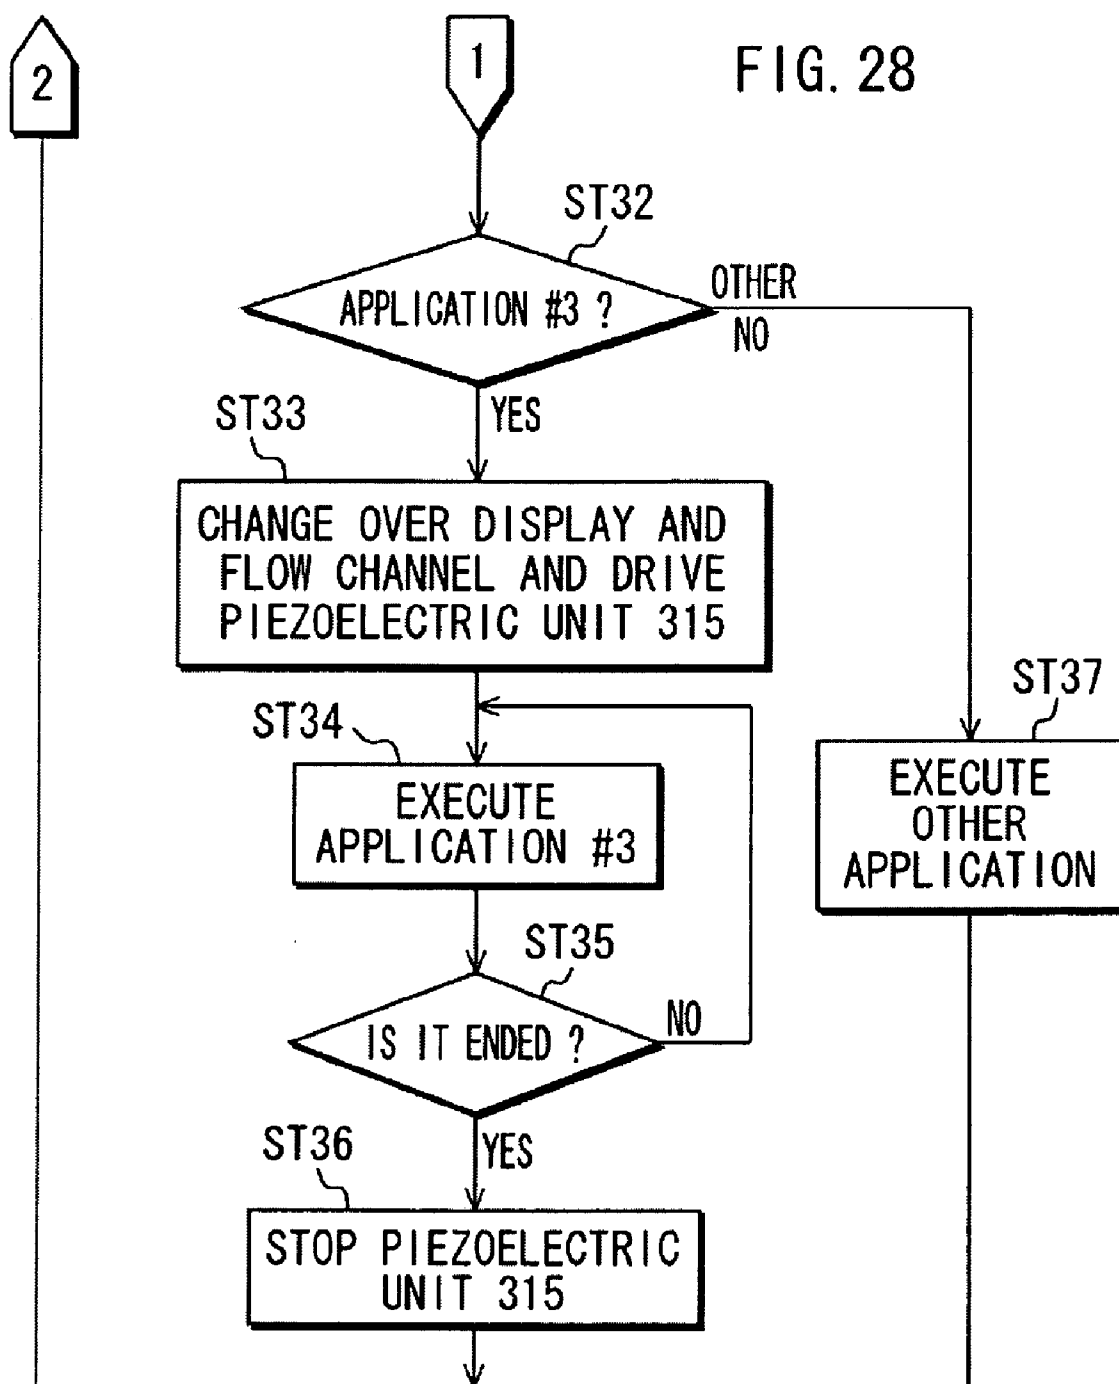 2
1
FIG. 28
ST32
APPLICATION #3 ?
OTHER
NO
YES
ST33
CHANGE OVER DISPLAY AND
FLOW CHANNEL AND DRIVE
PIEZOELECTRIC UNIT 315
ST34
EXECUTE
APPLICATION #3
ST37
EXECUTE
OTHER
APPLICATION
ST35
IS IT ENDED ?
NO
YES
ST36
STOP PIEZOELECTRIC
UNIT 315